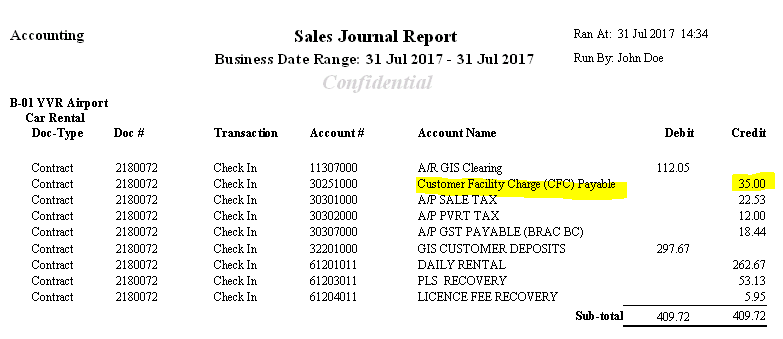 Accounting Sales Journal Report Ran At: 31 Jul 2017 14:34
Business Date Range: 31 Jul 2017 - 31 Jul 2017 Run By: John Doe
Confidential
B-01 YVR Airport
Car Rental
Doc-Type Doc # Transaction Account # Account Name Debit Credit
Contract 2180072 Check In 11307000 A/R GIS Clearing 112.05
Contract 2180072 Check In 30251000 Customer Facility Charge (CFC) Payable 35.00
Contract 2180072 Check In 30301000 A/P SALE TAX 22.53
Contract 2180072 Check In 30302000 A/P PVRT TAX 12.00
Contract 2180072 Check In 30307000 A/P GST PAYABLE (BRAC BC) 18.44
Contract 2180072 Check In 32201000 GIS CUSTOMER DEPOSITS 297.67
Contract 2180072 Check In 61201011 DAILY RENTAL 262.67
Contract 2180072 Check In 61203011 PLS RECOVERY 53.13
Contract 2180072 Check In 61204011 LICENCE FEE RECOVERY 5.95
Sub-total 409.72 409.72